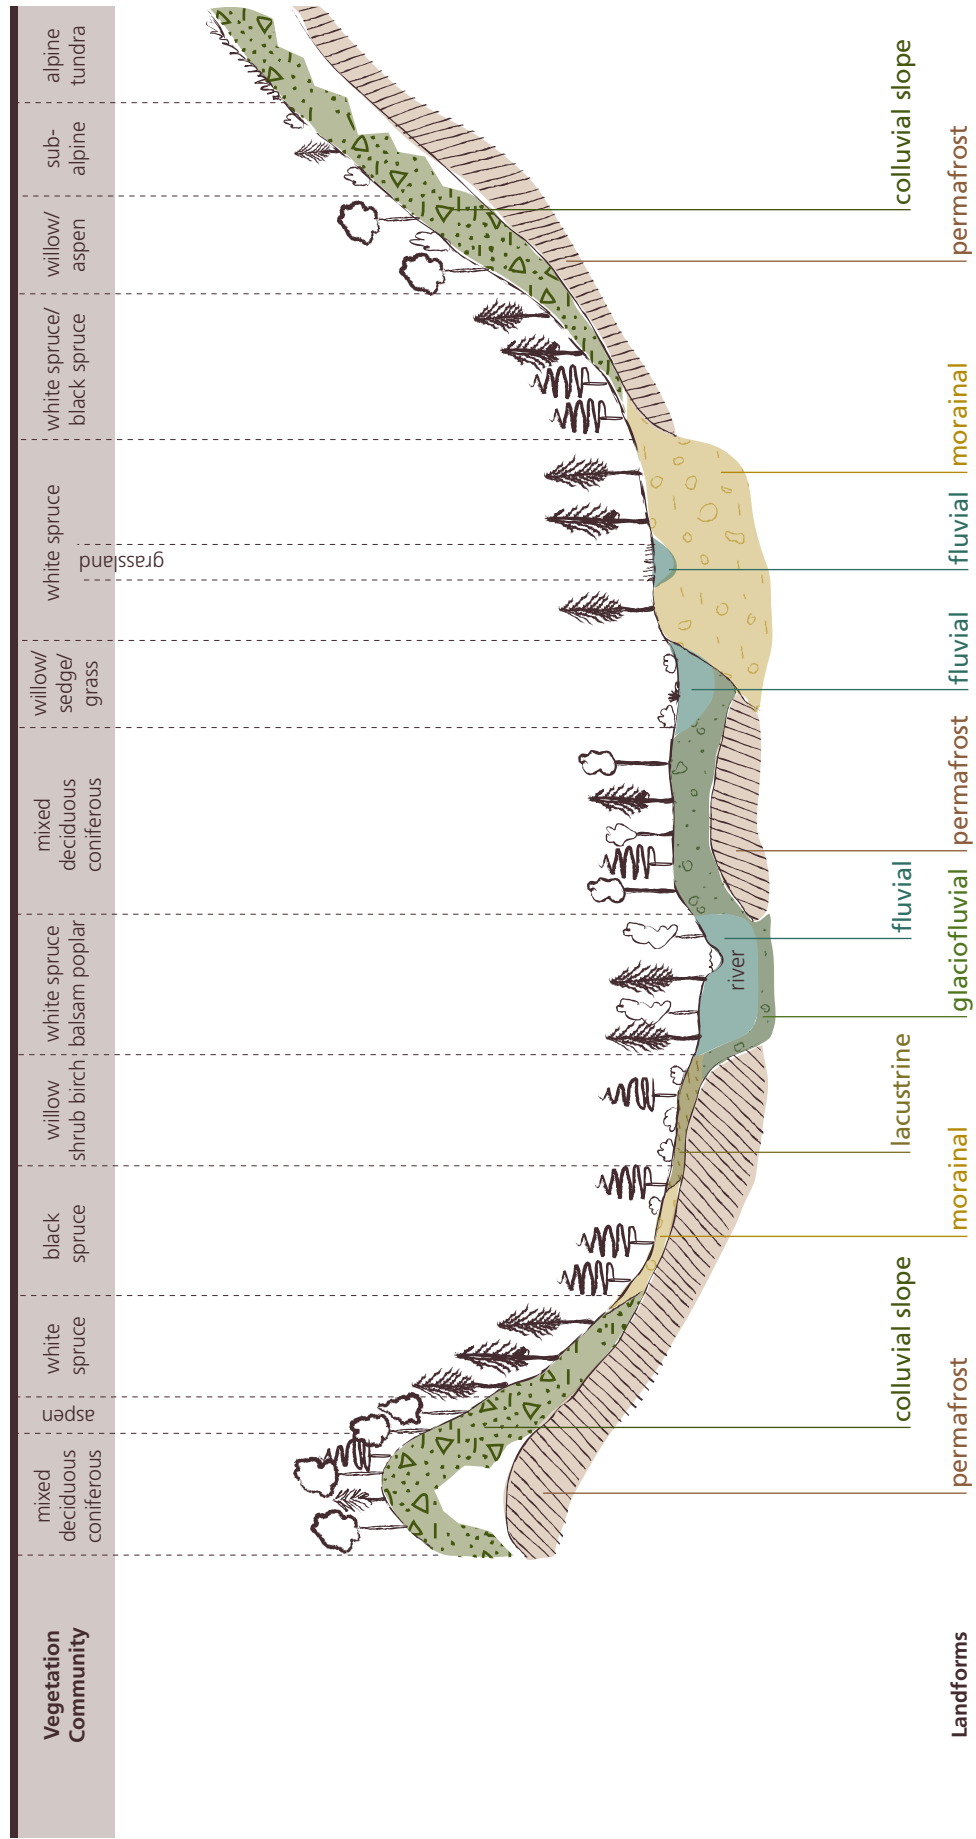 Vegetation
Community
mixed
deciduous
coniferous
aspen
white
spruce
black
spruce
willow
shrub birch
white spruce
balsam poplar
mixed
deciduous
coniferous
willow/
sedge/
grass
white spruce
grassland
white spruce/
black spruce
willow/
aspen
sub-
alpine
alpine
tundra
river
Landforms
permafrost
colluvial slope
morainal
lacustrine
glaciofluvial
fluvial
permafrost
fluvial
fluvial
morainal
permafrost
colluvial slope